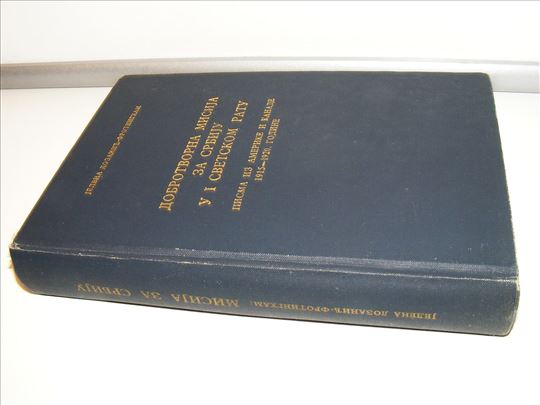 ЈЕЛЕНА ЛОЗАНИЋ-ФРОТИНГХАМ
ДОБРОТВОРНА МИСИЈА
ЗА СРБИЈУ
У I СВЕТСКОМ РАТУ
ПИСМА ИЗ АМЕРИКЕ И КАНАДЕ
1915—1920. ГОДИНЕ
ЈЕЛЕНА ЛОЗАНИЋ-ФРОТИНГХАМ: МИСИЈА ЗА СРБИЈУ